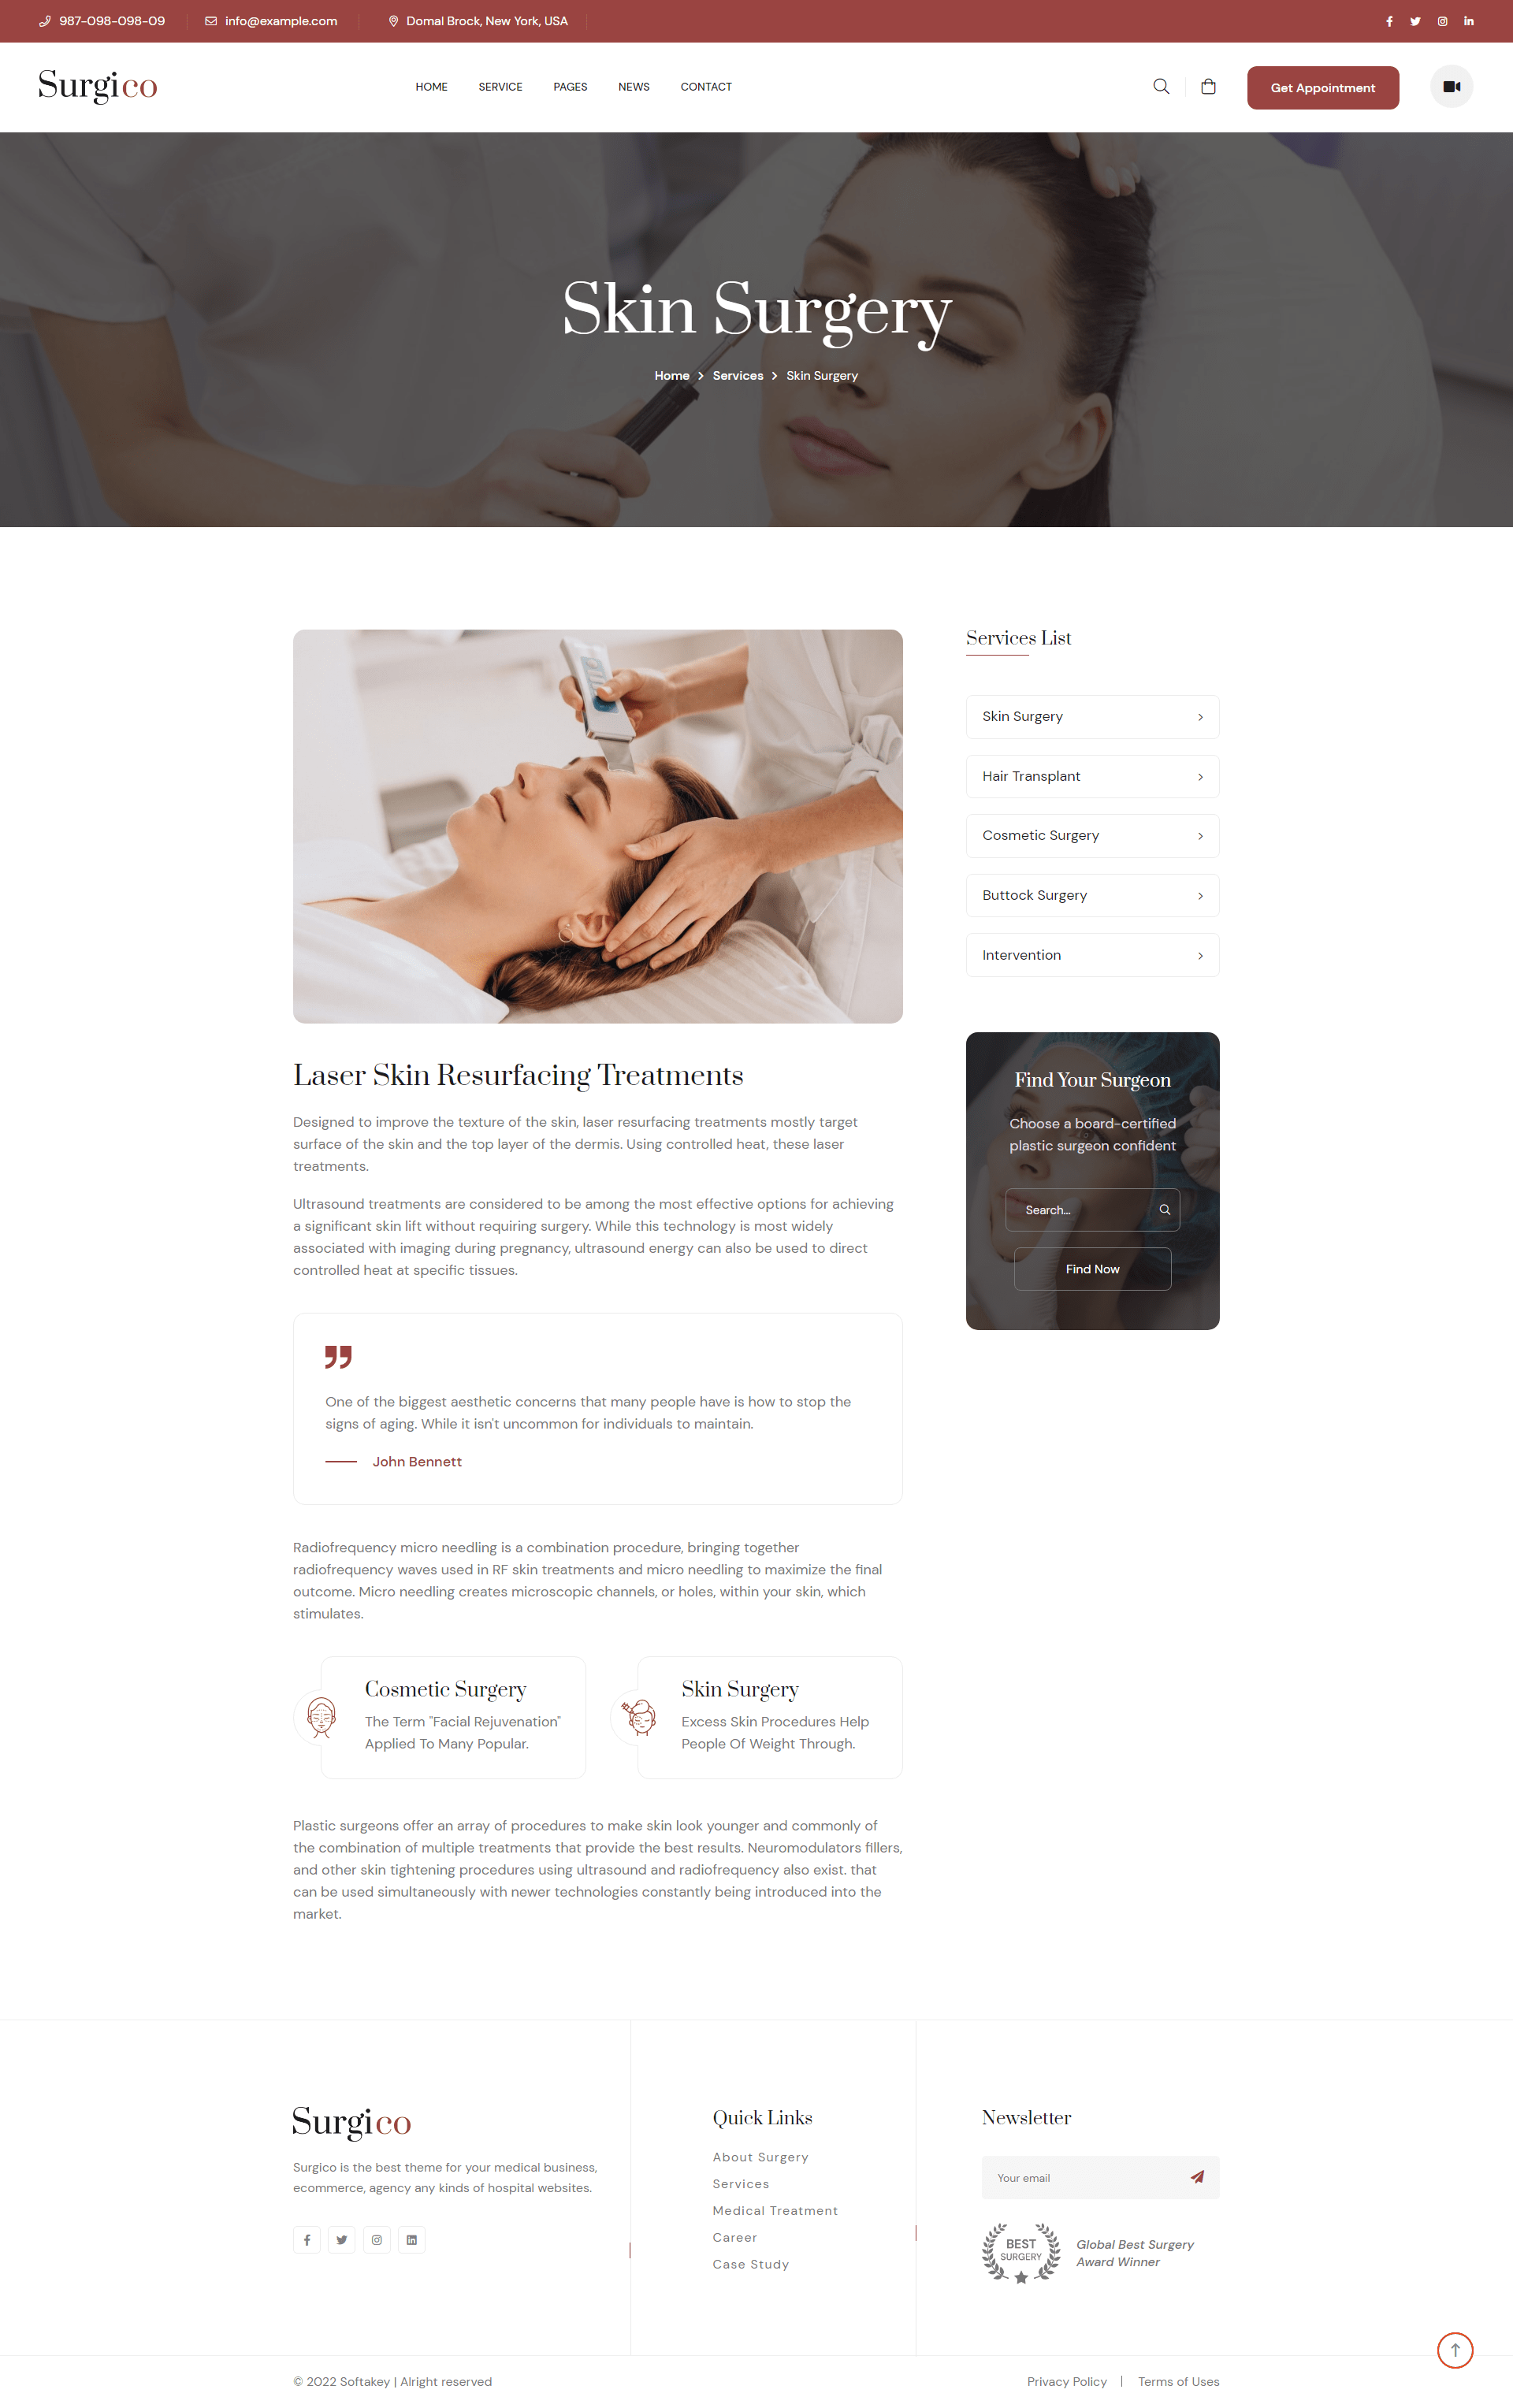 987-098-098-09
info@example.com
Domal Brock, New York, USA
Surgico
HOME
SERVICE
PAGES
NEWS
CONTACT
Get Appointment
Skin Surgery
Home
Services
Skin Surgery
Laser Skin Resurfacing Treatments
Designed to improve the texture of the skin, laser resurfacing treatments mostly target
surface of the skin and the top layer of the dermis. Using controlled heat, these laser
treatments.
Ultrasound treatments are considered to be among the most effective options for achieving
a significant skin lift without requiring surgery. While this technology is most widely
associated with imaging during pregnancy, ultrasound energy can also be used to direct
controlled heat at specific tissues.
One of the biggest aesthetic concerns that many people have is how to stop the
signs of aging. While it isn't uncommon for individuals to maintain.
John Bennett
Radiofrequency micro needling is a combination procedure, bringing together
radiofrequency waves used in RF skin treatments and micro needling to maximize the final
outcome. Micro needling creates microscopic channels, or holes, within your skin, which
stimulates.
Cosmetic Surgery
The Term "Facial Rejuvenation"
Applied To Many Popular.
Skin Surgery
Excess Skin Procedures Help
People Of Weight Through.
Plastic surgeons offer an array of procedures to make skin look younger and commonly of
the combination of multiple treatments that provide the best results. Neuromodulators fillers,
and other skin tightening procedures using ultrasound and radiofrequency also exist. that
can be used simultaneously with newer technologies constantly being introduced into the
market.
Services List
Skin Surgery
Hair Transplant
Cosmetic Surgery
Buttock Surgery
Intervention
Find Your Surgeon
Choose a board-certified
plastic surgeon confident
Search...
Find Now
Surgico
Surgico is the best theme for your medical business,
ecommerce, agency any kinds of hospital websites.
Quick Links
About Surgery
Services
Medical Treatment
Career
Case Study
Newsletter
Your email
BEST
SURGERY
Global Best Surgery
Award Winner
© 2022 Softakey | Alright reserved
Privacy Policy | Terms of Uses